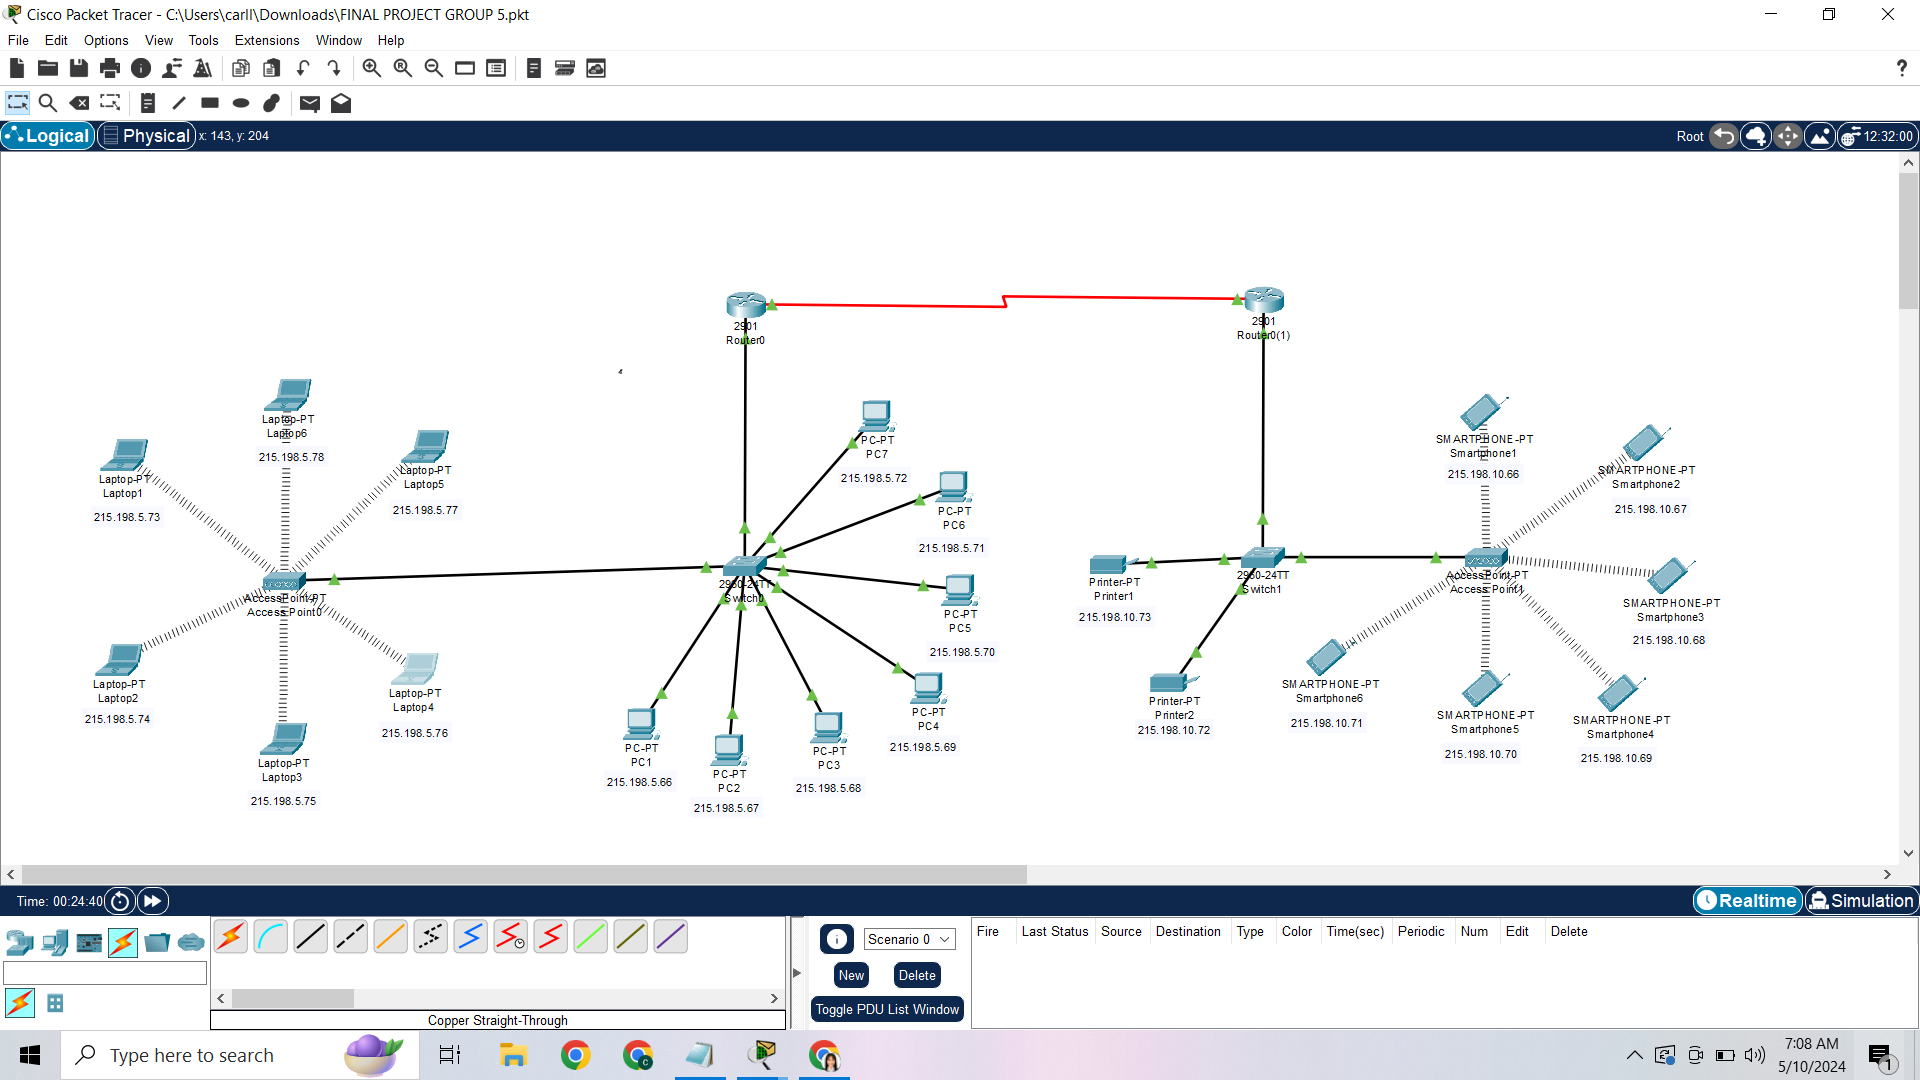 Cisco Packet Tracer - C:\Users\carll\Downloads\FINAL PROJECT GROUP 5.pkt
File Edit Options View Tools Extensions Window Help
Logical Physical x: 143, y: 204 Root 12:32:00
2901
Router0
2901
Router0(1)
Laptop-PT
Laptop6
215.198.5.78
Laptop-PT
Laptop1
215.198.5.73
Laptop-PT
Laptop5
215.198.5.77
PC-PT
PC7
215.198.5.72
PC-PT
PC6
215.198.5.71
PC-PT
PC5
215.198.5.70
PC-PT
PC4
215.198.5.69
2950-24TT
Switch0
AccessPoint-PT
Access Point0
Laptop-PT
Laptop2
215.198.5.74
Laptop-PT
Laptop4
215.198.5.76
Laptop-PT
Laptop3
215.198.5.75
PC-PT
PC1
215.198.5.66
PC-PT
PC2
215.198.5.67
PC-PT
PC3
215.198.5.68
SMARTPHONE-PT
Smartphone1
215.198.10.66
SMARTPHONE-PT
Smartphone2
215.198.10.67
Printer-PT
Printer1
215.198.10.73
2950-24TT
Switch1
AccessPoint-PT
Access Point1
SMARTPHONE-PT
Smartphone3
215.198.10.68
Printer-PT
Printer2
215.198.10.72
SMARTPHONE-PT
Smartphone6
215.198.10.71
SMARTPHONE-PT
Smartphone5
215.198.10.70
SMARTPHONE-PT
Smartphone4
215.198.10.69
Time: 00:24:40 Realtime Simulation
Scenario 0
New Delete
Toggle PDU List Window
Fire Last Status Source Destination Type Color Time(sec) Periodic Num Edit Delete
Copper Straight-Through
Type here to search
7:08 AM
5/10/2024
1